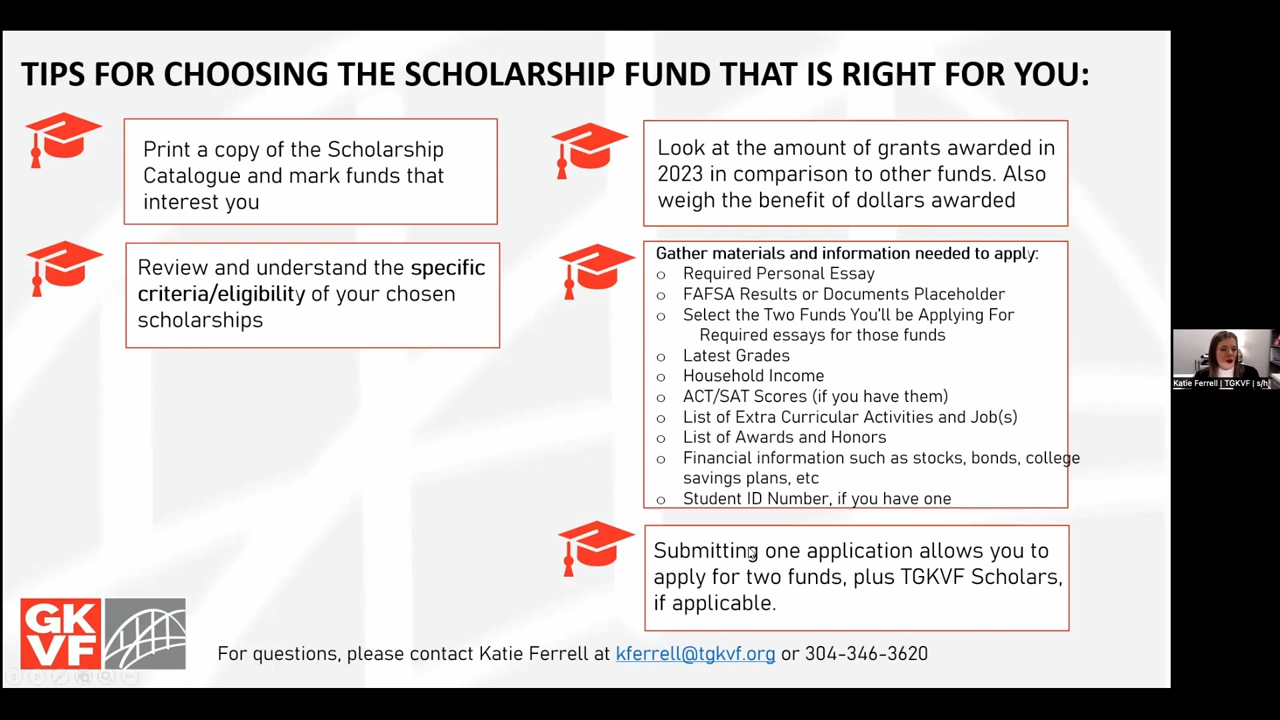 TIPS FOR CHOOSING THE SCHOLARSHIP FUND THAT IS RIGHT FOR YOU:
Print a copy of the Scholarship
Catalogue and mark funds that
interest you
Review and understand the specific
criteria/eligibility of your chosen
scholarships
Look at the amount of grants awarded in
2023 in comparison to other funds. Also
weigh the benefit of dollars awarded
Gather materials and information needed to apply:
o Required Personal Essay
o FAFSA Results or Documents Placeholder
o Select the Two Funds You'll be Applying For
Required essays for those funds
o Latest Grades
o Household Income
o ACT/SAT Scores (if you have them)
o List of Extra Curricular Activities and Job(s)
o List of Awards and Honors
o Financial information such as stocks, bonds, college
savings plans, etc
o Student ID Number, if you have one
Submitting one application allows you to
apply for two funds, plus TGKVF Scholars,
if applicable.
GK
VF
For questions, please contact Katie Ferrell at kferrell@tgkvf.org or 304-346-3620
Katie Ferrell | TGKVF | s/h